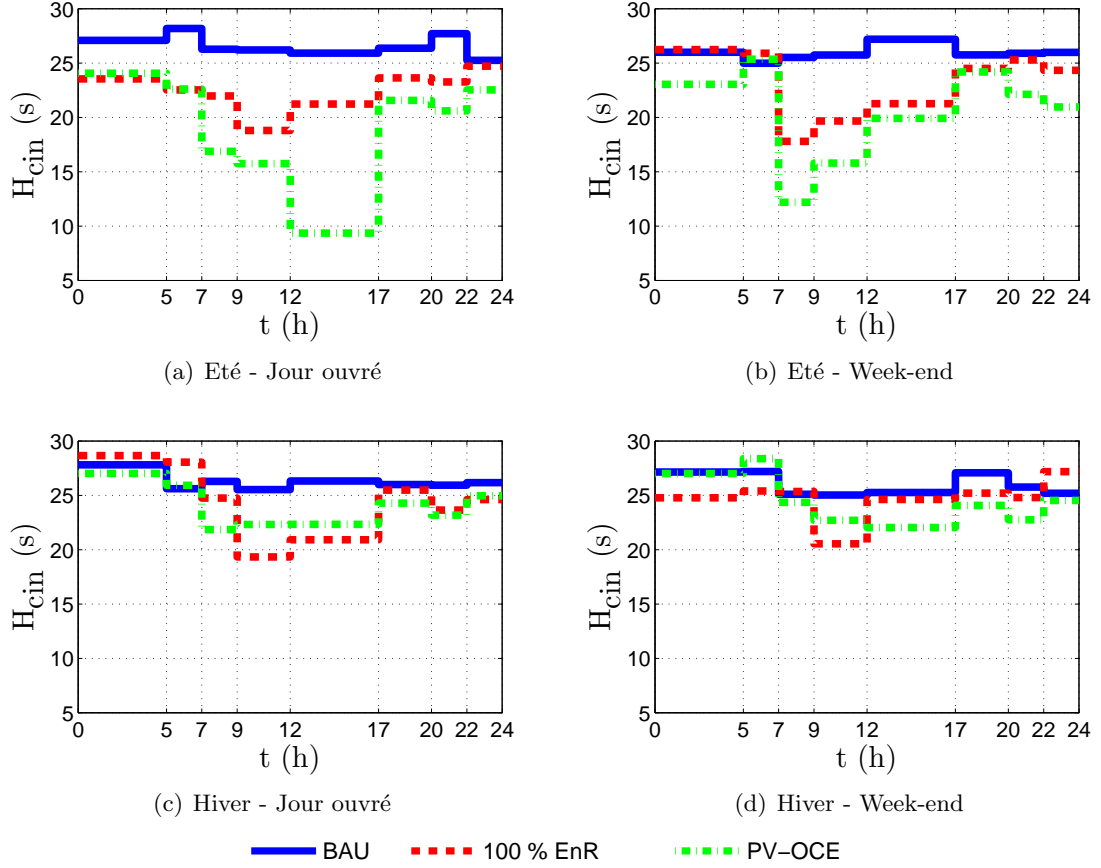 30
25
20
15
10
5
H_cin (s)
0 5 7 9 12 17 20 22 24
t (h)
(a) Eté - Jour ouvré
30
25
20
15
10
5
H_cin (s)
0 5 7 9 12 17 20 22 24
t (h)
(b) Eté - Week-end
30
25
20
15
10
5
H_cin (s)
0 5 7 9 12 17 20 22 24
t (h)
(c) Hiver - Jour ouvré
30
25
20
15
10
5
H_cin (s)
0 5 7 9 12 17 20 22 24
t (h)
(d) Hiver - Week-end
BAU 100 % EnR PV−OCE